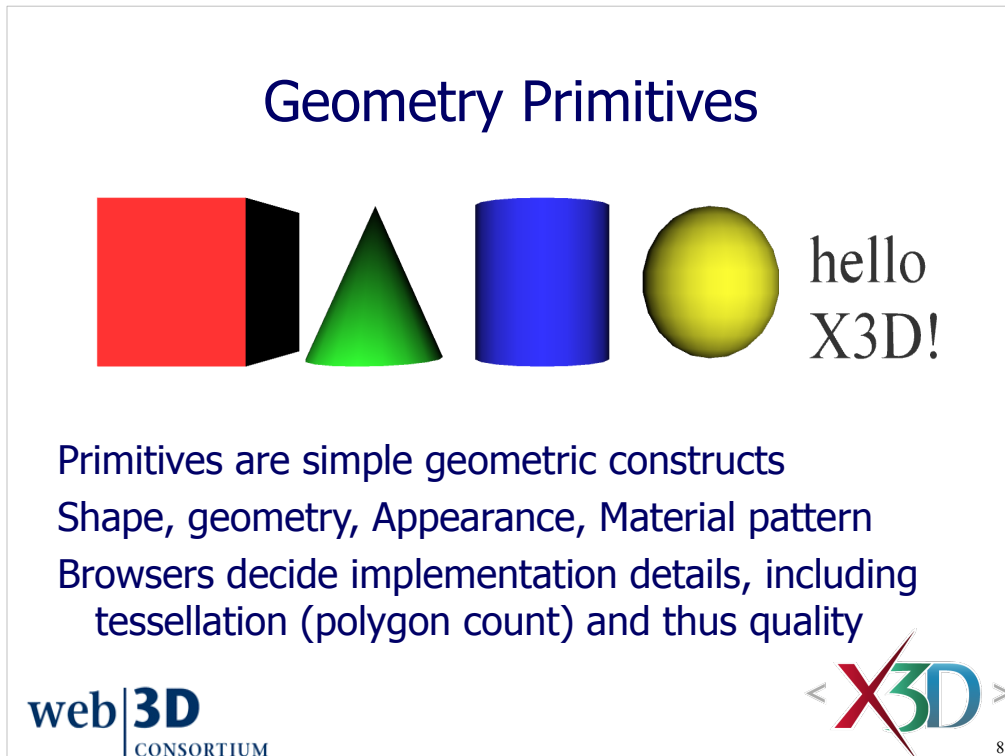 Geometry Primitives
hello
X3D!
Primitives are simple geometric constructs
Shape, geometry, Appearance, Material pattern
Browsers decide implementation details, including
tessellation (polygon count) and thus quality
web|3D
CONSORTIUM
<X3D>
8